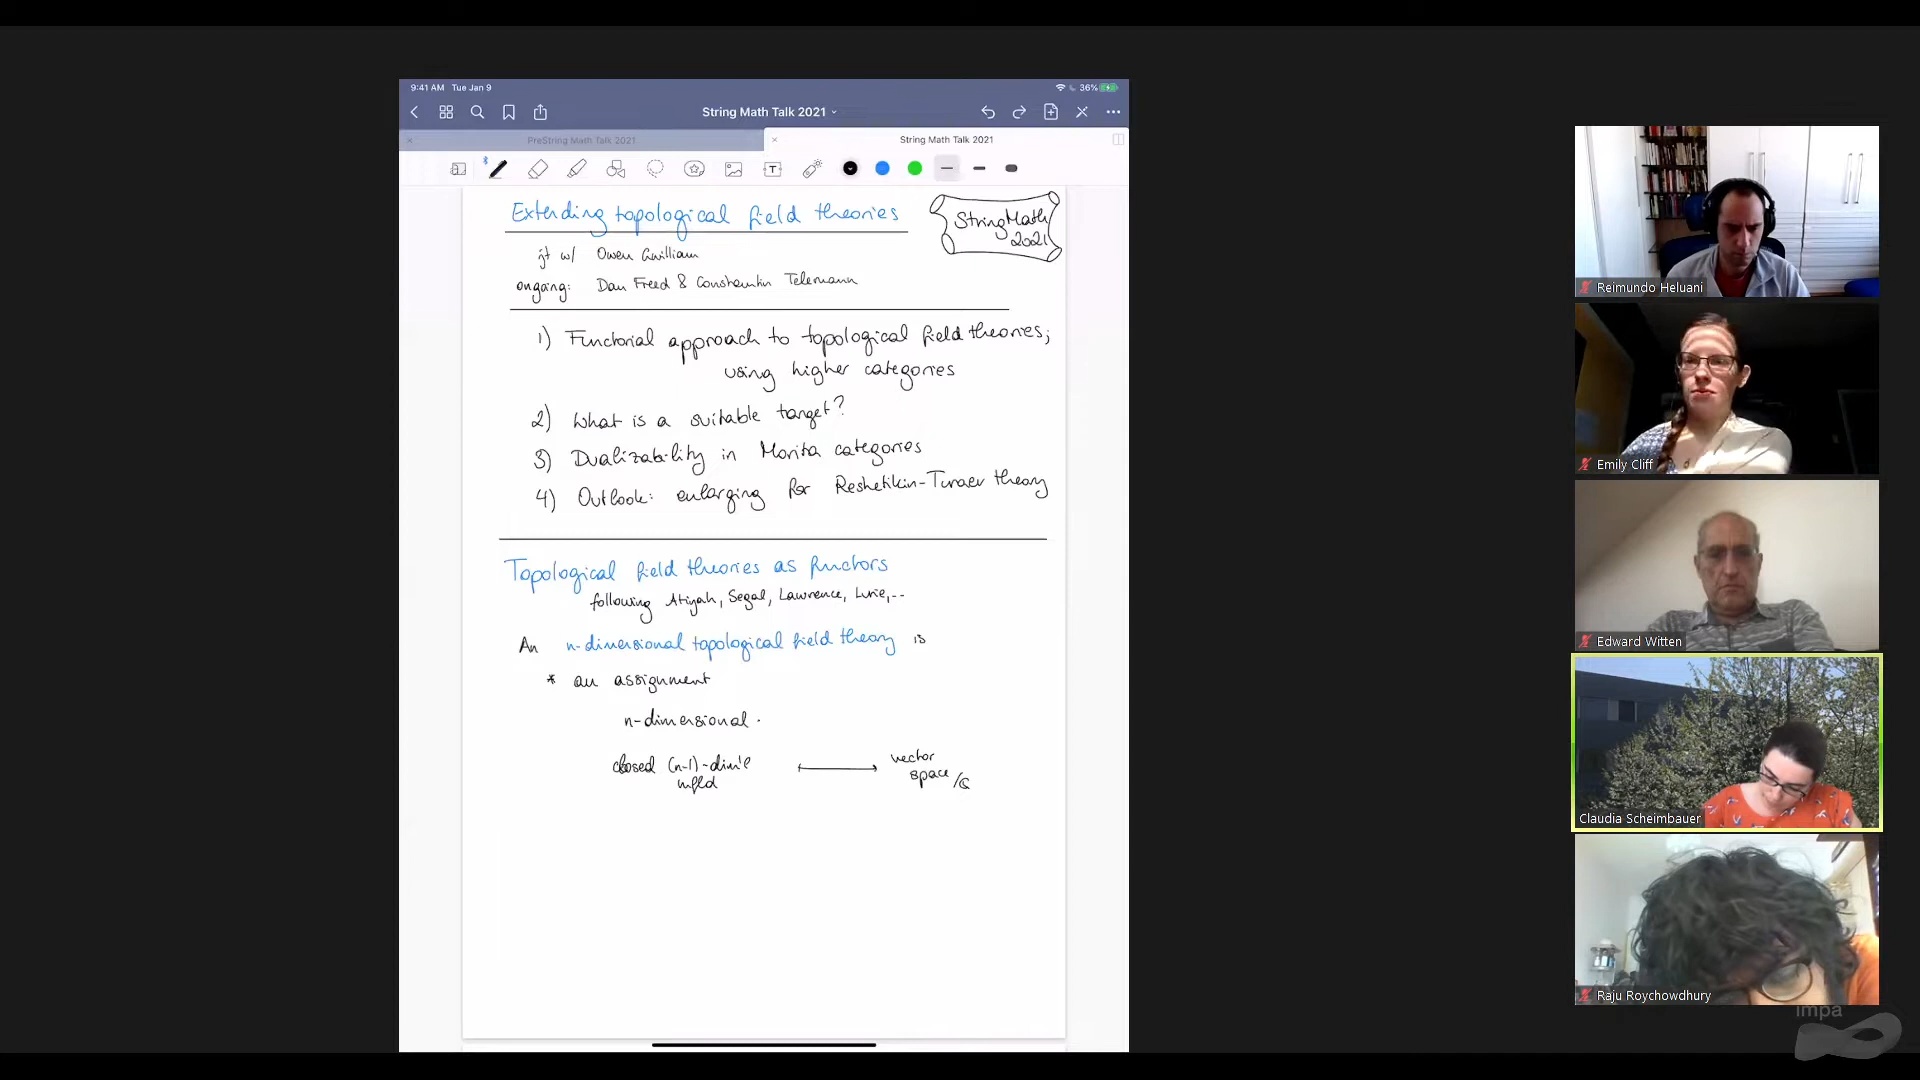 9:41 AM Tue Jan 9
36%
String Math Talk 2021
PreString Math Talk 2021
String Math Talk 2021
Extending topological field theories
StringMath
2021
jt w/ Owen Gwilliam
ongoing: Dan Freed & Constantin Teleman
1) Functorial approach to topological field theories;
using higher categories
2) What is a suitable target?
3) Dualizability in Morita categories
4) Outlook: enlarging for Reshetikin-Turaev theory
Topological field theories as functors
following Atiyah, Segal, Lawrence, Lurie,...
An n-dimensional topological field theory is
* an assignment
n-dimensional
closed (n-1)-dim'l
mfld
vector
space/ℂ
Reimundo Heluani
Emily Cliff
Edward Witten
Claudia Scheimbauer
Raju Roychowdhury
impa